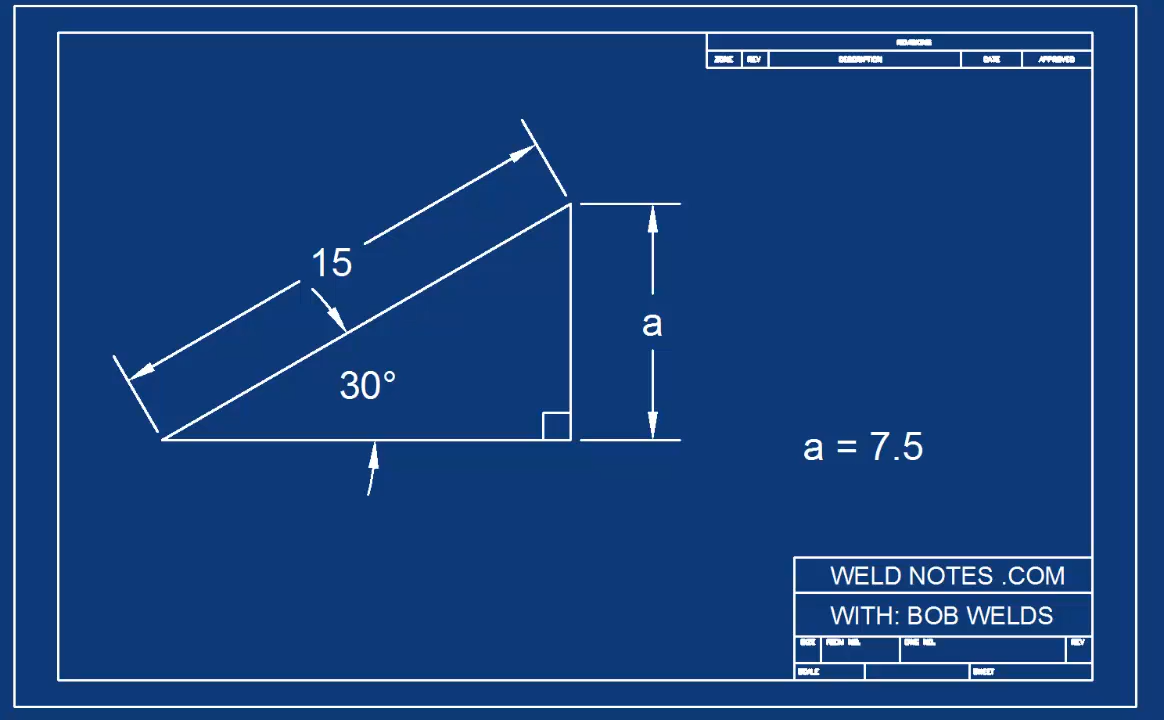 REVISIONS
ZONE REV DESCRIPTION DATE APPROVED
15
a
30°
a = 7.5
WELD NOTES .COM
WITH: BOB WELDS
SIZE FSCM NO. DWG NO. REV
SCALE SHEET